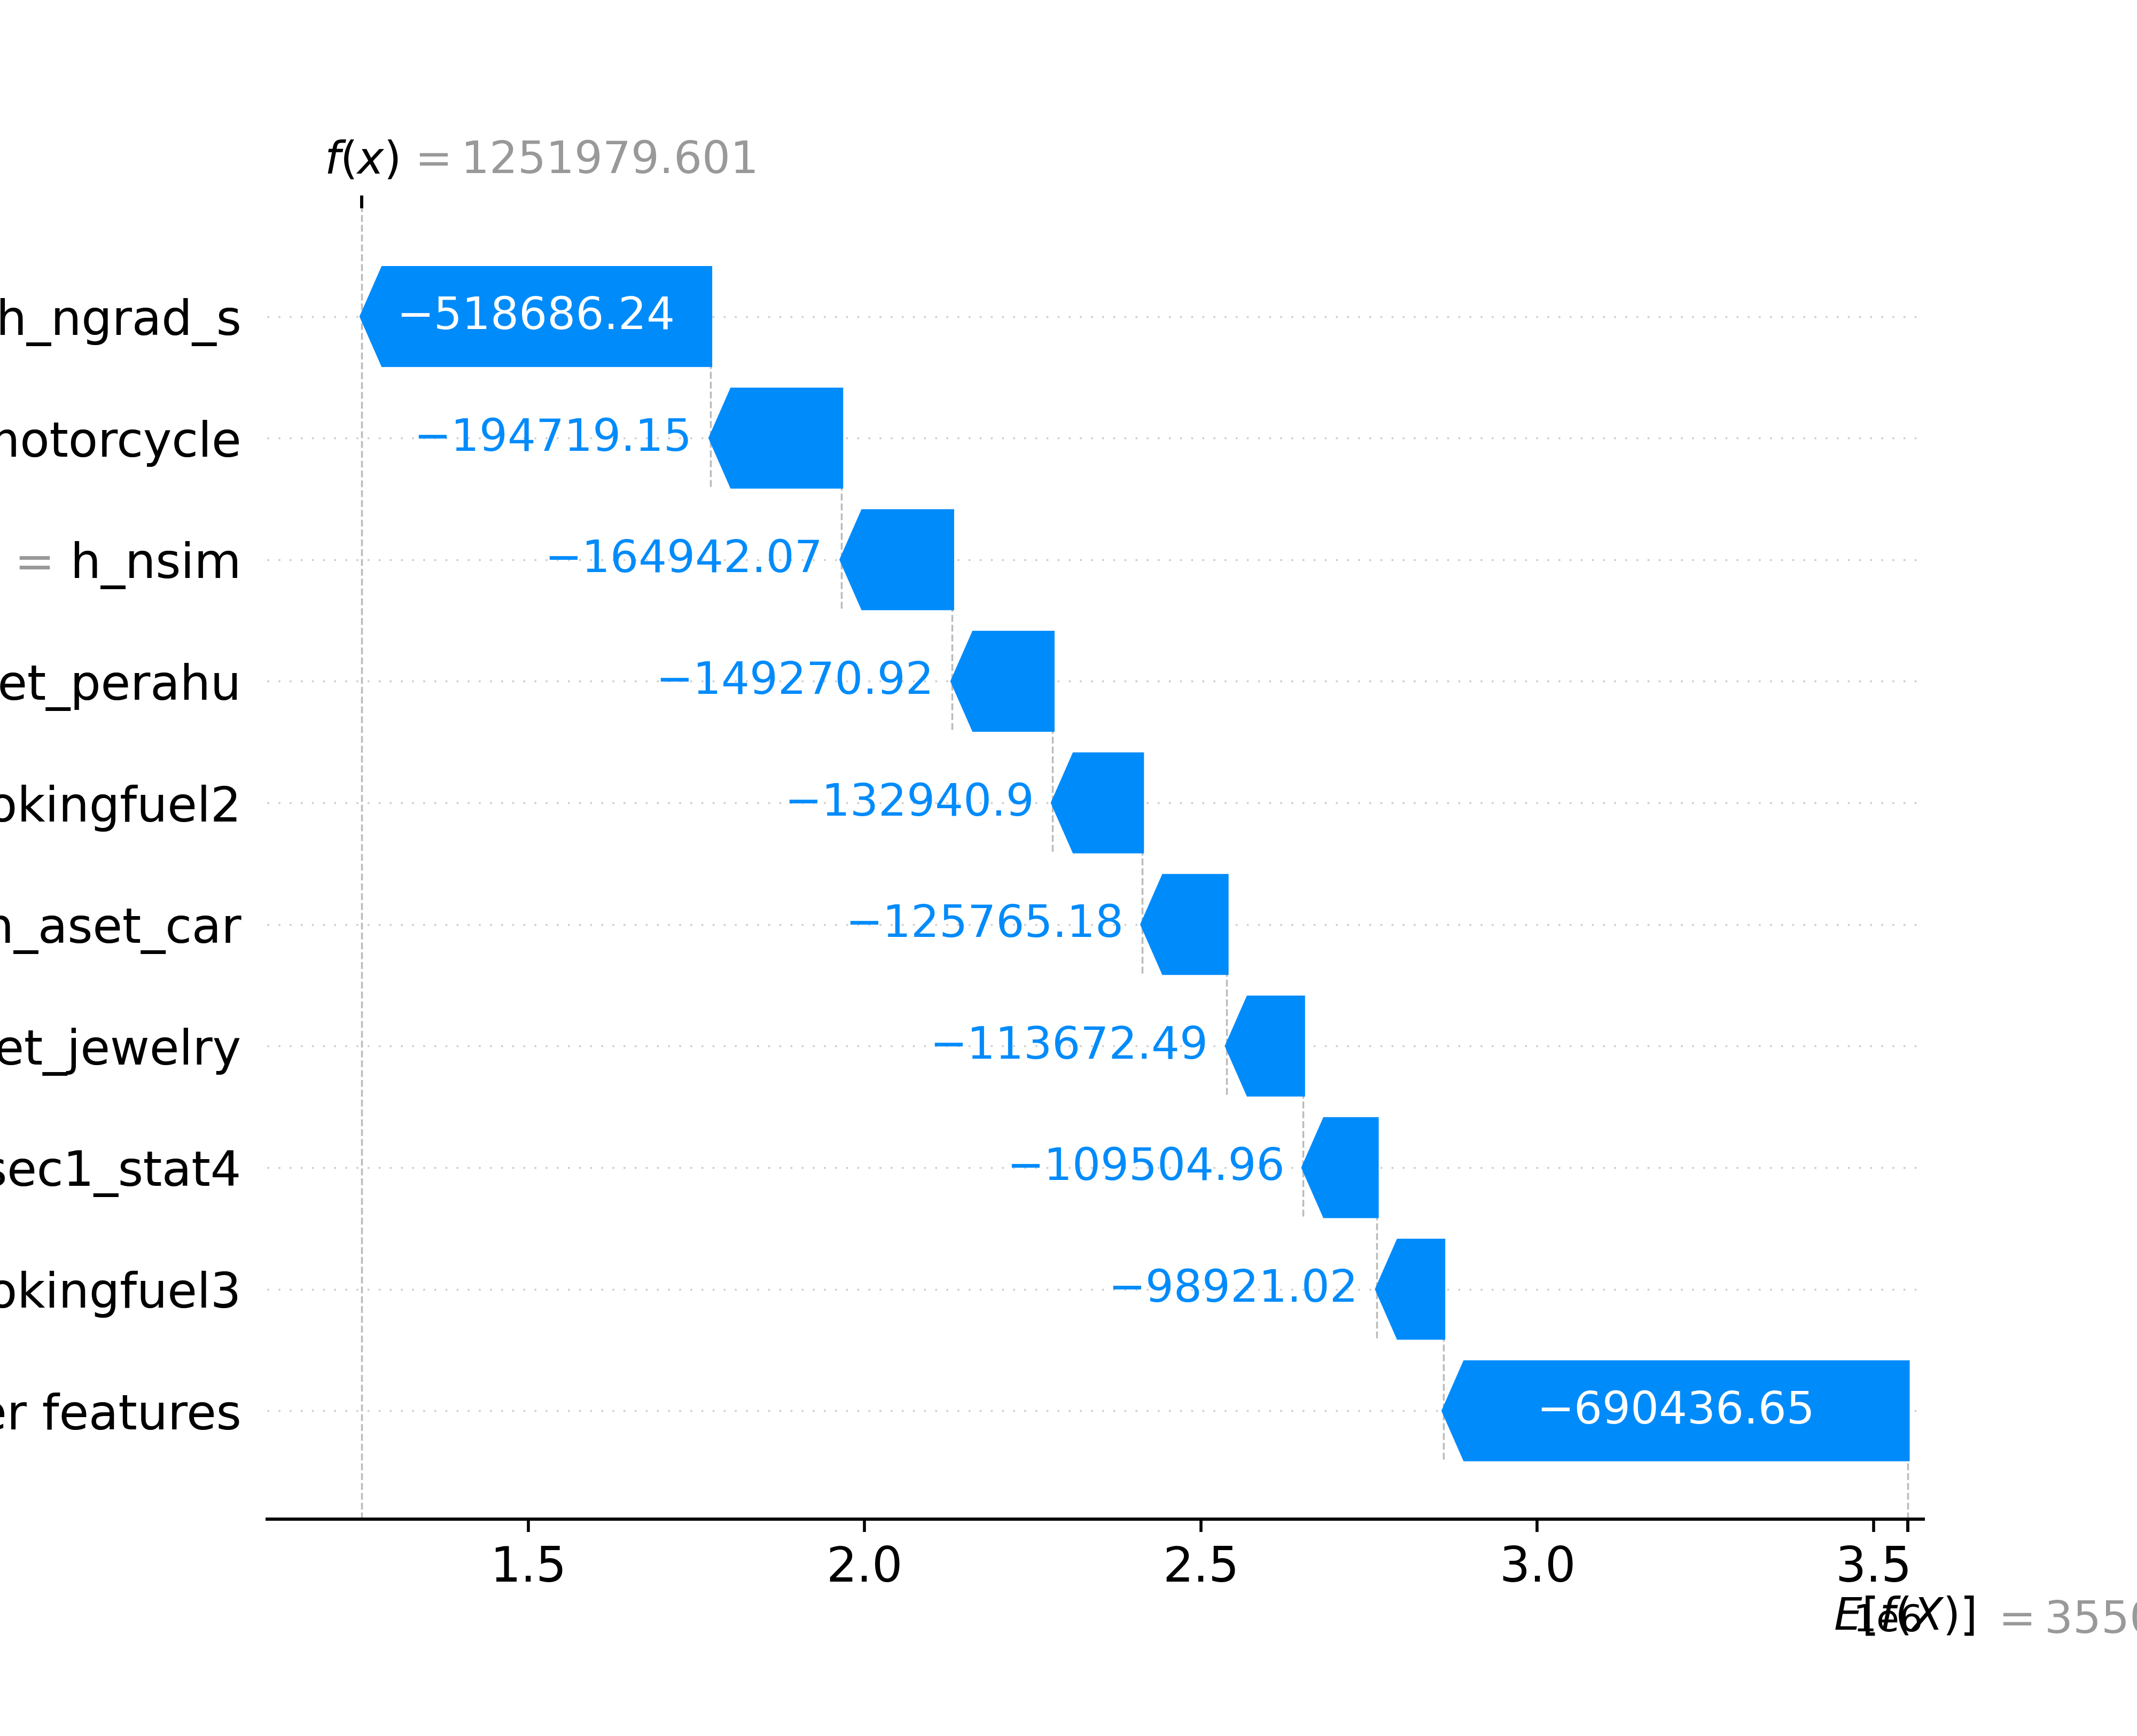 f(x) = 1251979.601
h_ngrad_s −518686.24
motorcycle −194719.15
= h_nsim −164942.07
et_perahu −149270.92
okingfuel2 −132940.9
h_aset_car −125765.18
et_jewelry −113672.49
sec1_stat4 −109504.96
okingfuel3 −98921.02
er features −690436.65
1.5 2.0 2.5 3.0 3.5
1e6
E[f(X)] = 3550